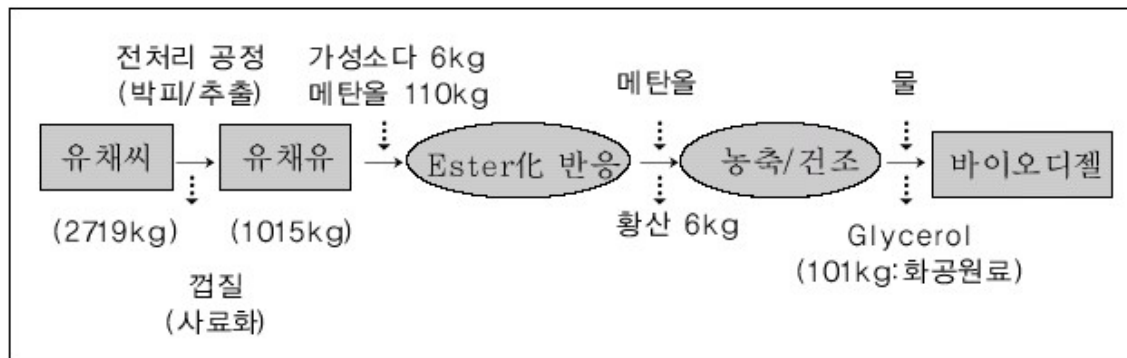 전처리 공정
(박피/추출)
가성소다 6kg
메탄올 110kg
메탄올
물
유채씨
유채유
Ester化 반응
농축/건조
바이오디젤
(2719kg)
(1015kg)
황산 6kg
Glycerol
(101kg:화공원료)
껍질
(사료화)